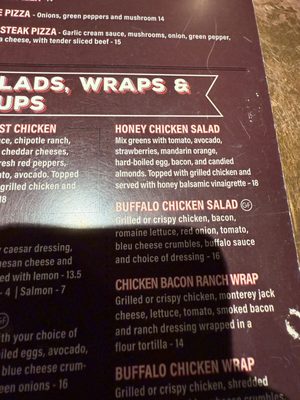 E PIZZA - Onions, green peppers and mushroom 14
STEAK PIZZA - Garlic cream sauce, mushrooms, onion, green pepper,
a cheese, with tender sliced beef - 15
LADS, WRAPS &
UPS
ST CHICKEN
ce, chipotle ranch,
cheddar cheeses,
resh red peppers,
to, avocado. Topped
grilled chicken and
18
y caesar dressing,
mesan cheese and
ed with lemon - 13.5
- 4 | Salmon - 7
GF
with your choice of
oiled eggs, avocado,
blue cheese crum-
een onions - 16
HONEY CHICKEN SALAD
Mix greens with tomato, avocado,
strawberries, mandarin orange,
hard-boiled egg, bacon, and candied
almonds. Topped with grilled chicken and
served with honey balsamic vinaigrette - 18
BUFFALO CHICKEN SALAD GF
Grilled or crispy chicken, bacon,
romaine lettuce, red onion, tomato,
bleu cheese crumbles, buffalo sauce
and choice of dressing - 16
CHICKEN BACON RANCH WRAP
Grilled or crispy chicken, monterey jack
cheese, lettuce, tomato, smoked bacon
and ranch dressing wrapped in a
flour tortilla - 14
BUFFALO CHICKEN WRAP
Grilled or crispy chicken, shredded